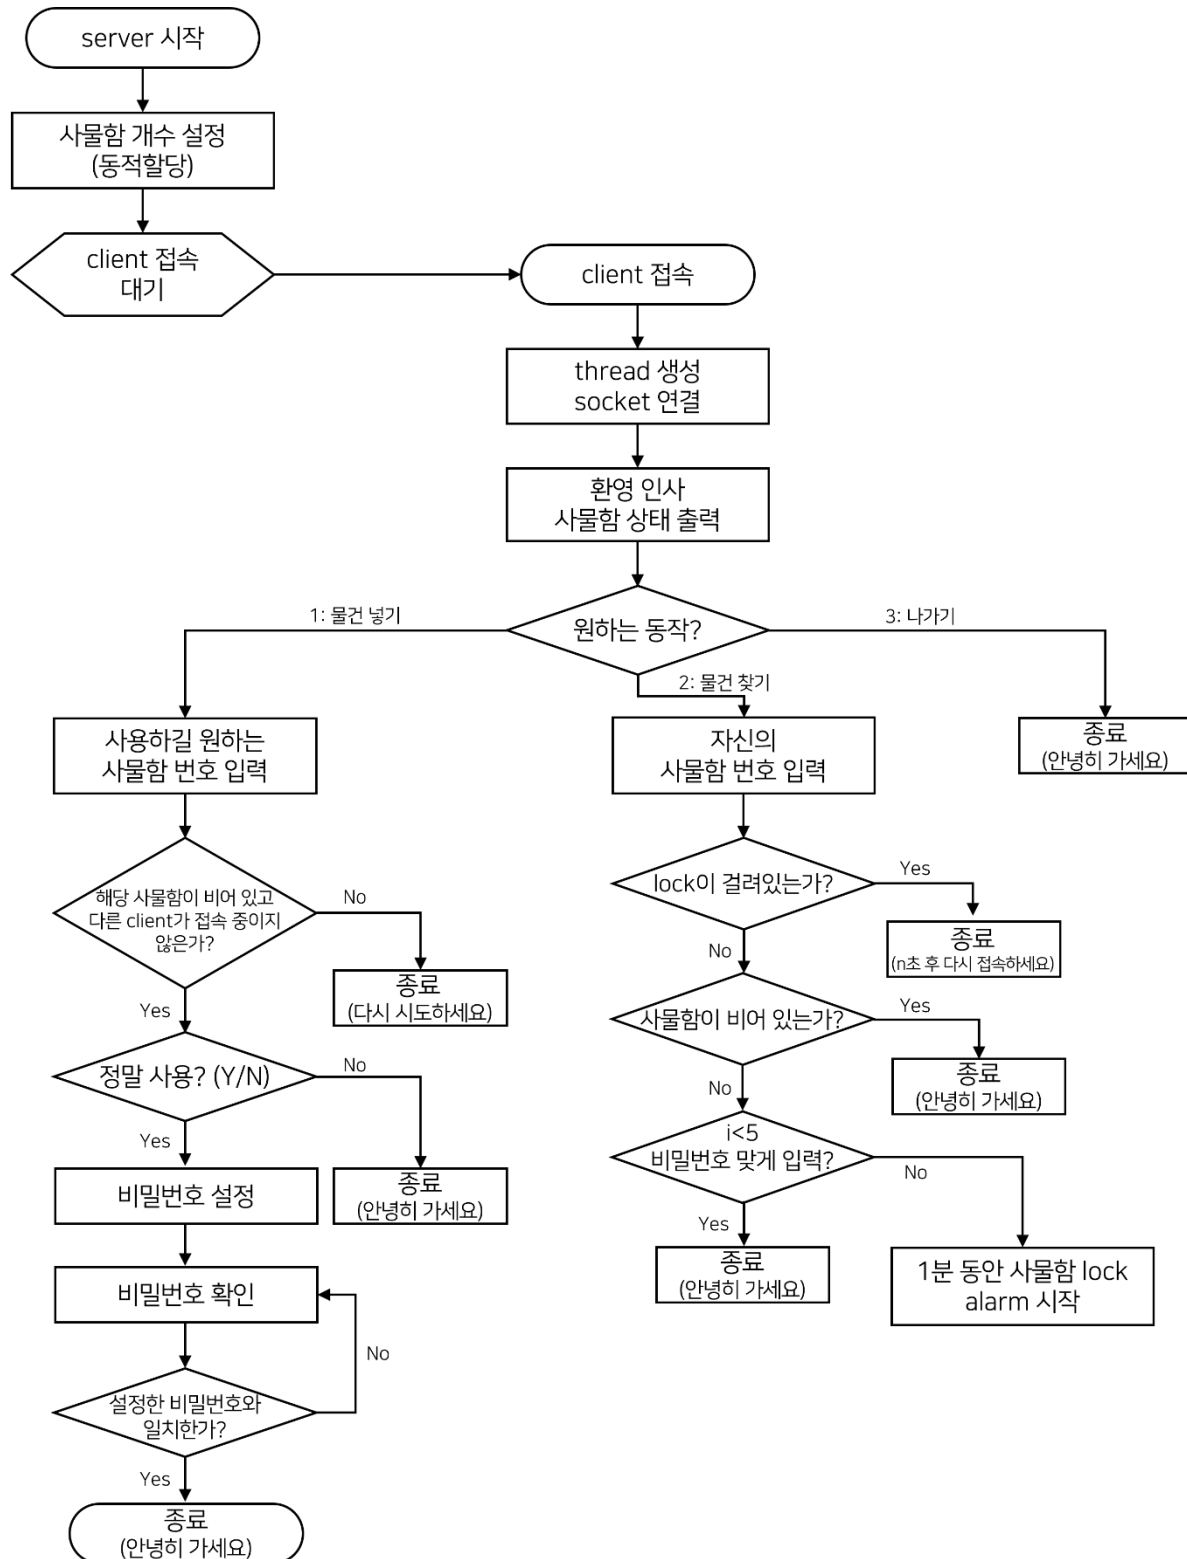 server 시작
사물함 개수 설정
(동적할당)
client 접속
대기
client 접속
thread 생성
socket 연결
환영 인사
사물함 상태 출력
원하는 동작?
1: 물건 넣기
2: 물건 찾기
3: 나가기
사용하길 원하는
사물함 번호 입력
해당 사물함이 비어 있고
다른 client가 접속 중이지
않은가?
No
종료
(다시 시도하세요)
Yes
정말 사용? (Y/N)
No
종료
(안녕히 가세요)
Yes
비밀번호 설정
비밀번호 확인
설정한 비밀번호와
일치한가?
No
Yes
종료
(안녕히 가세요)
자신의
사물함 번호 입력
lock이 걸려있는가?
Yes
종료
(n초 후 다시 접속하세요)
No
사물함이 비어 있는가?
Yes
종료
(안녕히 가세요)
No
i<5
비밀번호 맞게 입력?
No
1분 동안 사물함 lock
alarm 시작
Yes
종료
(안녕히 가세요)
종료
(안녕히 가세요)